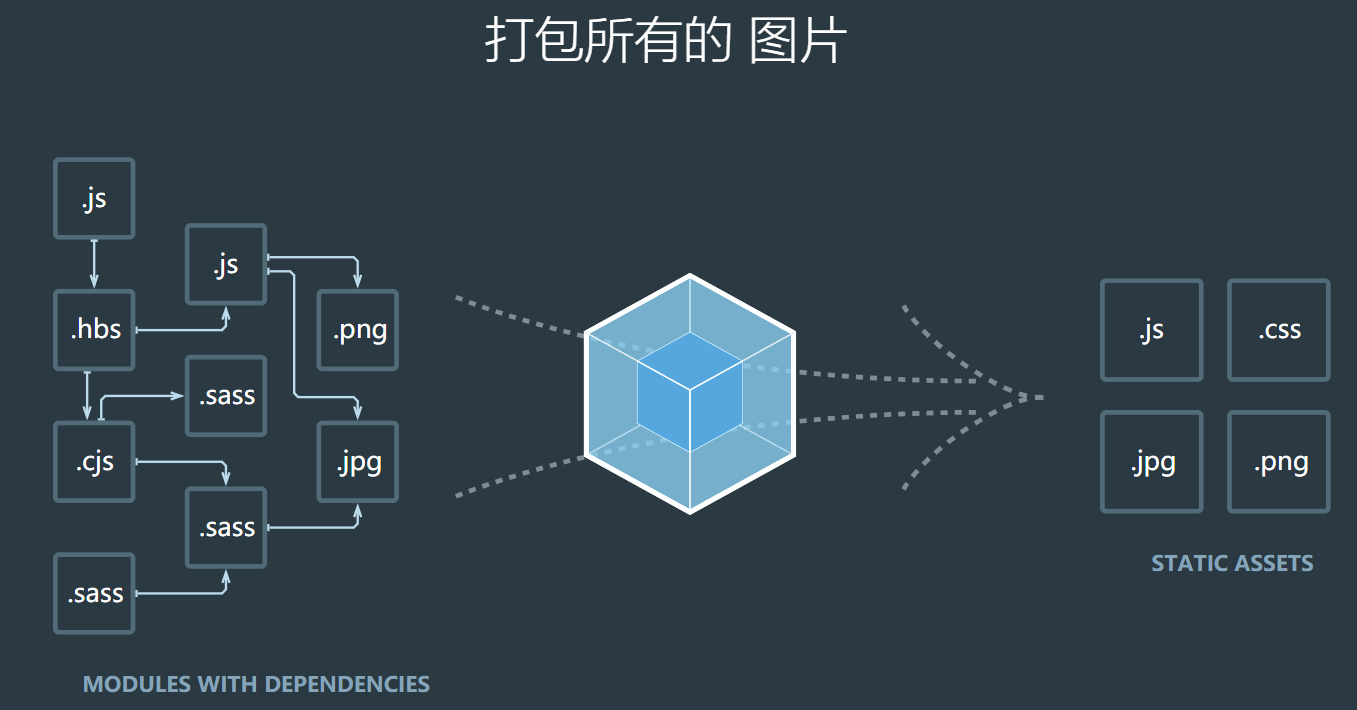 打包所有的 图片
.js
.js
.hbs
.png
.sass
.cjs
.jpg
.sass
.sass
MODULES WITH DEPENDENCIES
.js
.css
.jpg
.png
STATIC ASSETS